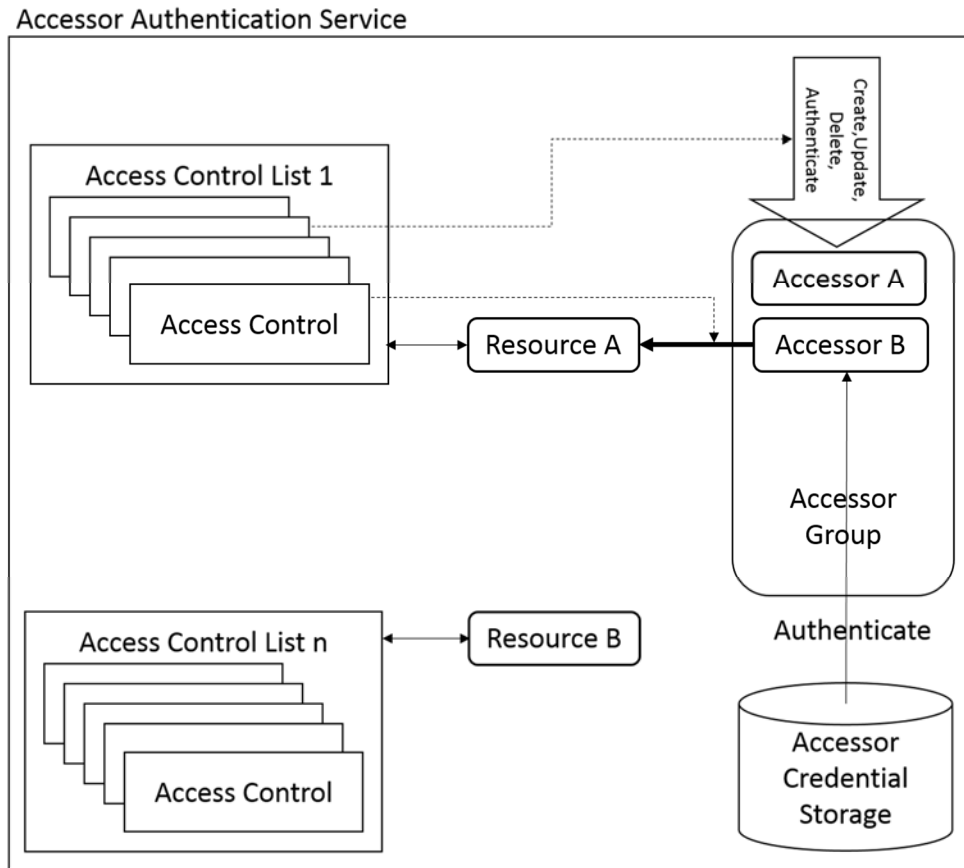 Accessor Authentication Service
Create,Update,
Delete,
Authenticate
Access Control List 1
Access Control
Accessor A
Resource A
Accessor B
Accessor
Group
Access Control List n
Resource B
Authenticate
Access Control
Accessor
Credential
Storage